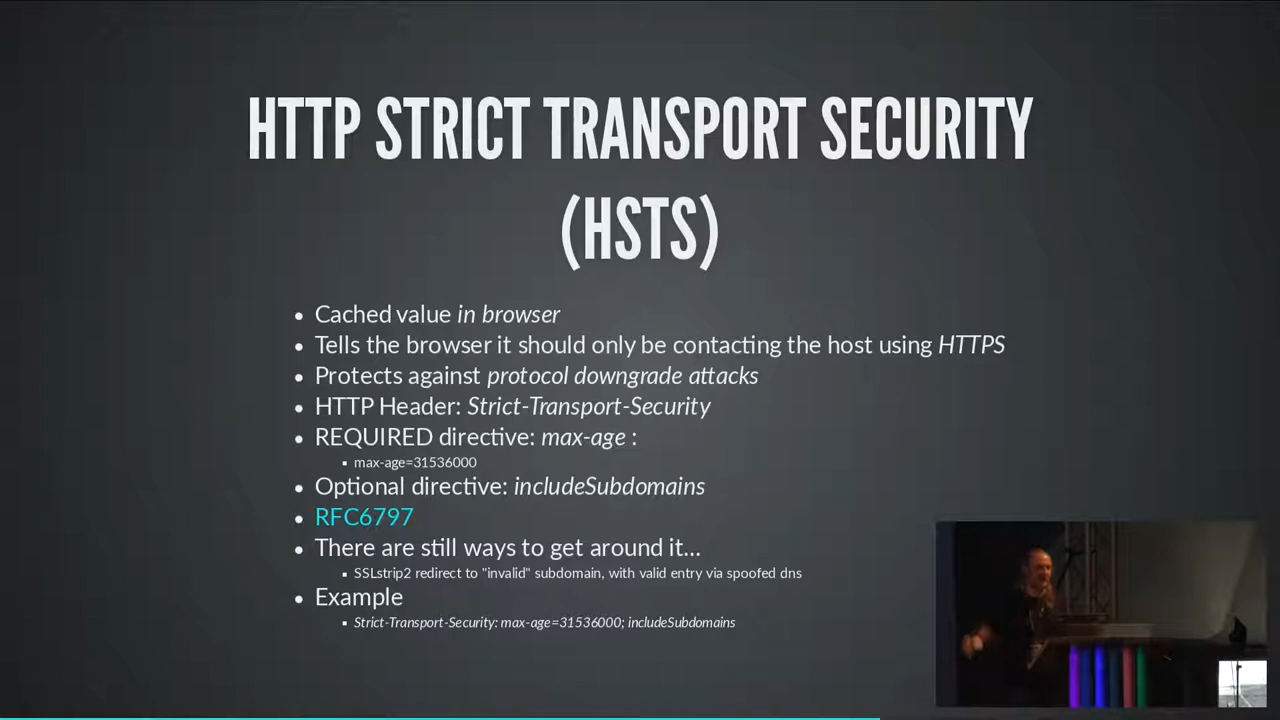 HTTP STRICT TRANSPORT SECURITY
(HSTS)
Cached value in browser
Tells the browser it should only be contacting the host using HTTPS
Protects against protocol downgrade attacks
HTTP Header: Strict-Transport-Security
REQUIRED directive: max-age :
max-age=31536000
Optional directive: includeSubdomains
RFC6797
There are still ways to get around it...
SSLstrip2 redirect to "invalid" subdomain, with valid entry via spoofed dns
Example
Strict-Transport-Security: max-age=31536000; includeSubdomains